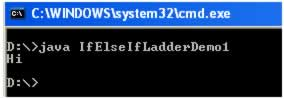 C:\WINDOWS\system32\cmd.exe
D:\>java IfElseIfLadderDemo1
Hi
D:\>